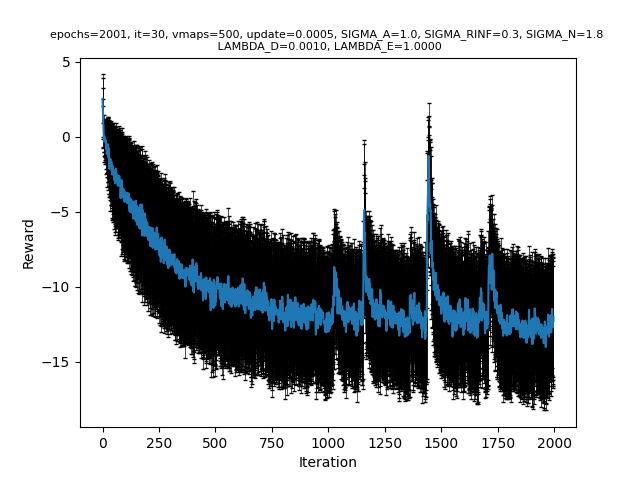 epochs=2001, it=30, vmaps=500, update=0.0005, SIGMA_A=1.0, SIGMA_RINF=0.3, SIGMA_N=1.8
LAMBDA_D=0.0010, LAMBDA_E=1.0000
5
0
−5
−10
−15
Reward
0 250 500 750 1000 1250 1500 1750 2000
Iteration